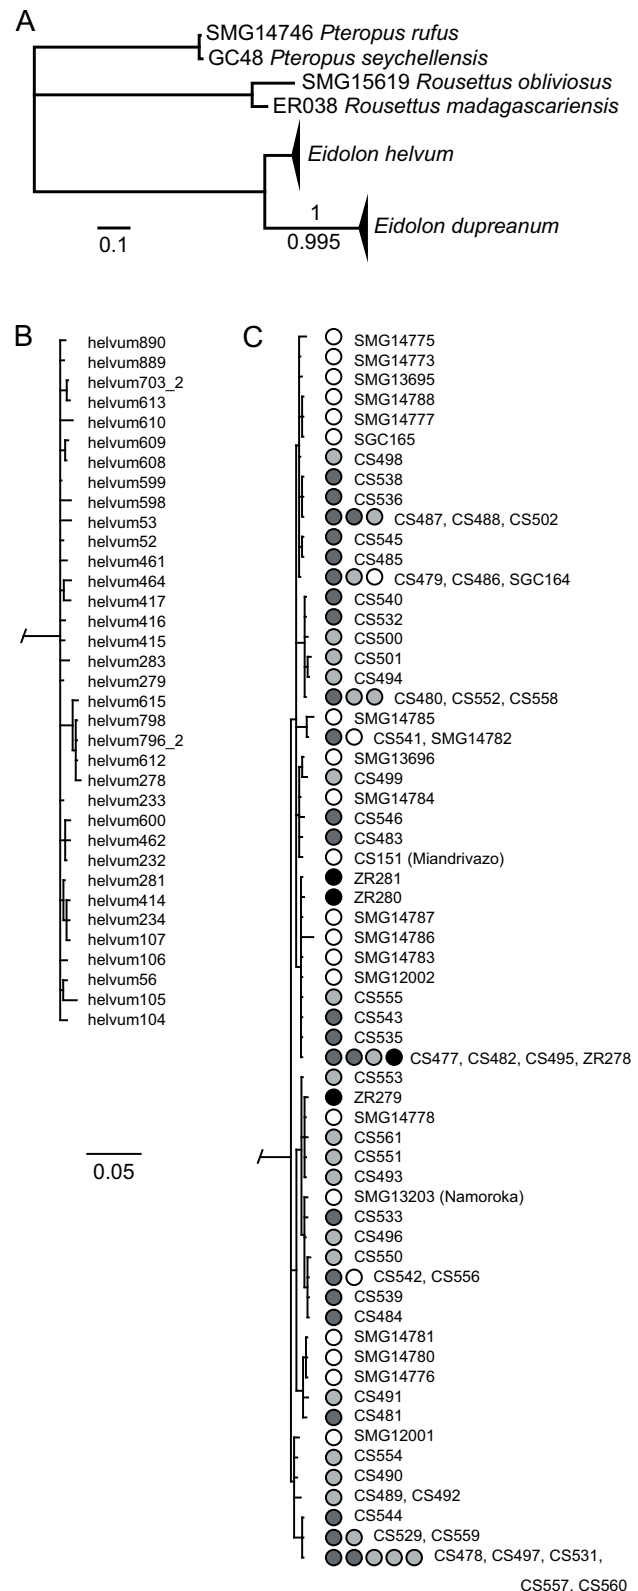 A
SMG14746 Pteropus rufus
GC48 Pteropus seychellensis
SMG15619 Rousettus obliviosus
ER038 Rousettus madagascariensis
Eidolon helvum
1
Eidolon dupreanum
0.995
0.1
B
helvum890
helvum889
helvum703_2
helvum613
helvum610
helvum609
helvum608
helvum599
helvum598
helvum53
helvum52
helvum461
helvum464
helvum417
helvum416
helvum415
helvum283
helvum279
helvum615
helvum798
helvum796_2
helvum612
helvum278
helvum233
helvum600
helvum462
helvum232
helvum281
helvum414
helvum234
helvum107
helvum106
helvum56
helvum105
helvum104
0.05
C
SMG14775
SMG14773
SMG13695
SMG14788
SMG14777
SGC165
CS498
CS538
CS536
CS487, CS488, CS502
CS545
CS485
CS479, CS486, SGC164
CS540
CS532
CS500
CS501
CS494
CS480, CS552, CS558
SMG14785
CS541, SMG14782
SMG13696
CS499
SMG14784
CS546
CS483
CS151 (Miandrivazo)
ZR281
ZR280
SMG14787
SMG14786
SMG14783
SMG12002
CS555
CS543
CS535
CS477, CS482, CS495, ZR278
CS553
ZR279
SMG14778
CS561
CS551
CS493
SMG13203 (Namoroka)
CS533
CS496
CS550
CS542, CS556
CS539
CS484
SMG14781
SMG14780
SMG14776
CS491
CS481
SMG12001
CS554
CS490
CS489, CS492
CS544
CS529, CS559
CS478, CS497, CS531,
CS557, CS560